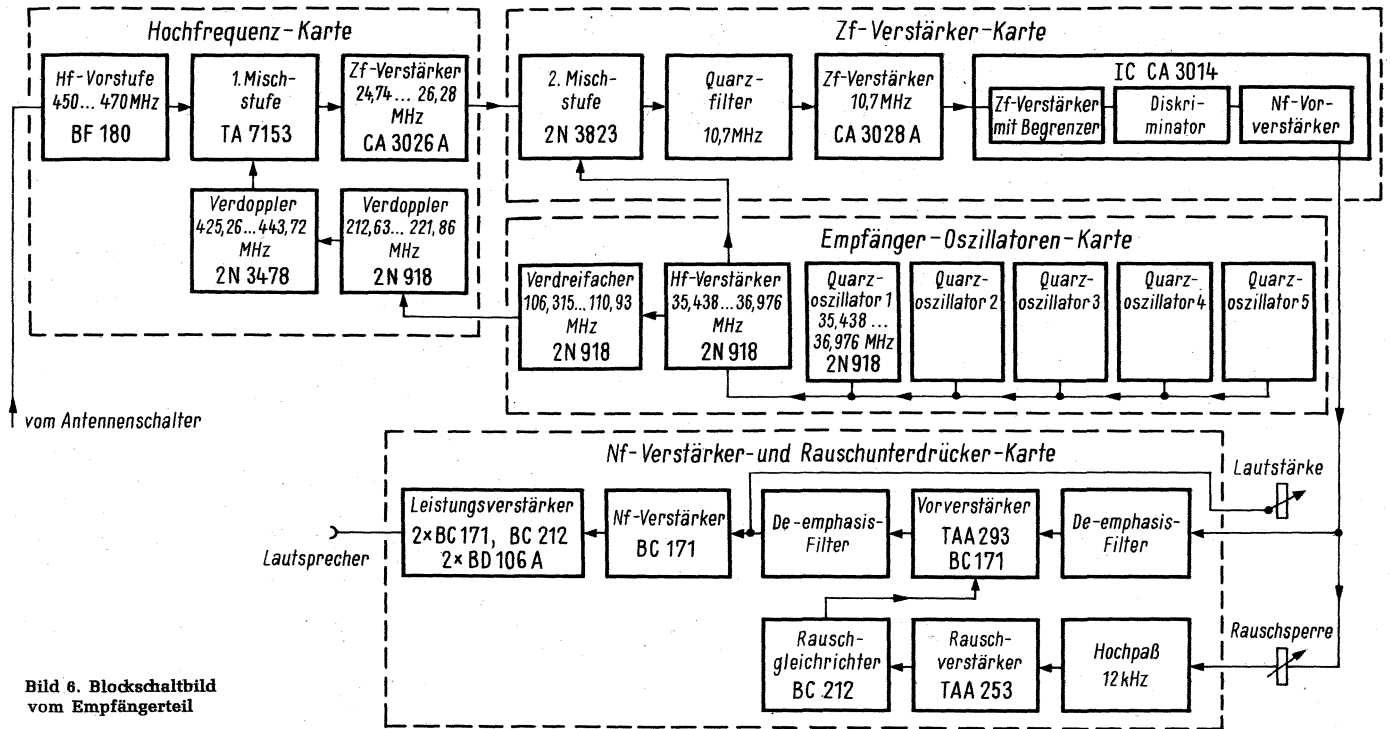 Hochfrequenz-Karte
Hf-Vorstufe
450... 470MHz
BF 180
1. Misch-
stufe
TA 7153
Zf-Verstärker
24,74... 26,28
MHz
CA 3026 A
Verdoppler
425,26...443,72
MHz
2N 3478
Verdoppler
212,63... 221,86
MHz
2N 918
vom Antennenschalter
Zf-Verstärker-Karte
2. Misch-
stufe
2N 3823
Quarz-
filter
10,7MHz
Zf-Verstärker
10,7MHz
CA 3028 A
IC CA 3014
Zf-Verstärker
mit Begrenzer
Diskri-
minator
Nf-Vor-
verstärker
Empfänger-Oszillatoren-Karte
Verdreifacher
106,315...110,93
MHz
2N 918
Hf-Verstärker
35,438...36,976
MHz
2N 918
Quarz-
oszillator 1
35,438 ...
36,976 MHz
2N 918
Quarz-
oszillator 2
Quarz-
oszillator 3
Quarz-
oszillator 4
Quarz-
oszillator 5
Nf-Verstärker-und Rauschunterdrücker-Karte
Leistungsverstärker
2×BC 171, BC 212
2× BD 106 A
Nf-Verstärker
BC 171
De-emphasis-
Filter
Vorverstärker
TAA 293
BC 171
De-emphasis-
Filter
Lautstärke
Lautsprecher
Rausch-
gleichrichter
BC 212
Rausch-
verstärker
TAA 253
Hochpaß
12 kHz
Rauschsperre
Bild 6. Blockschaltbild
vom Empfängerteil